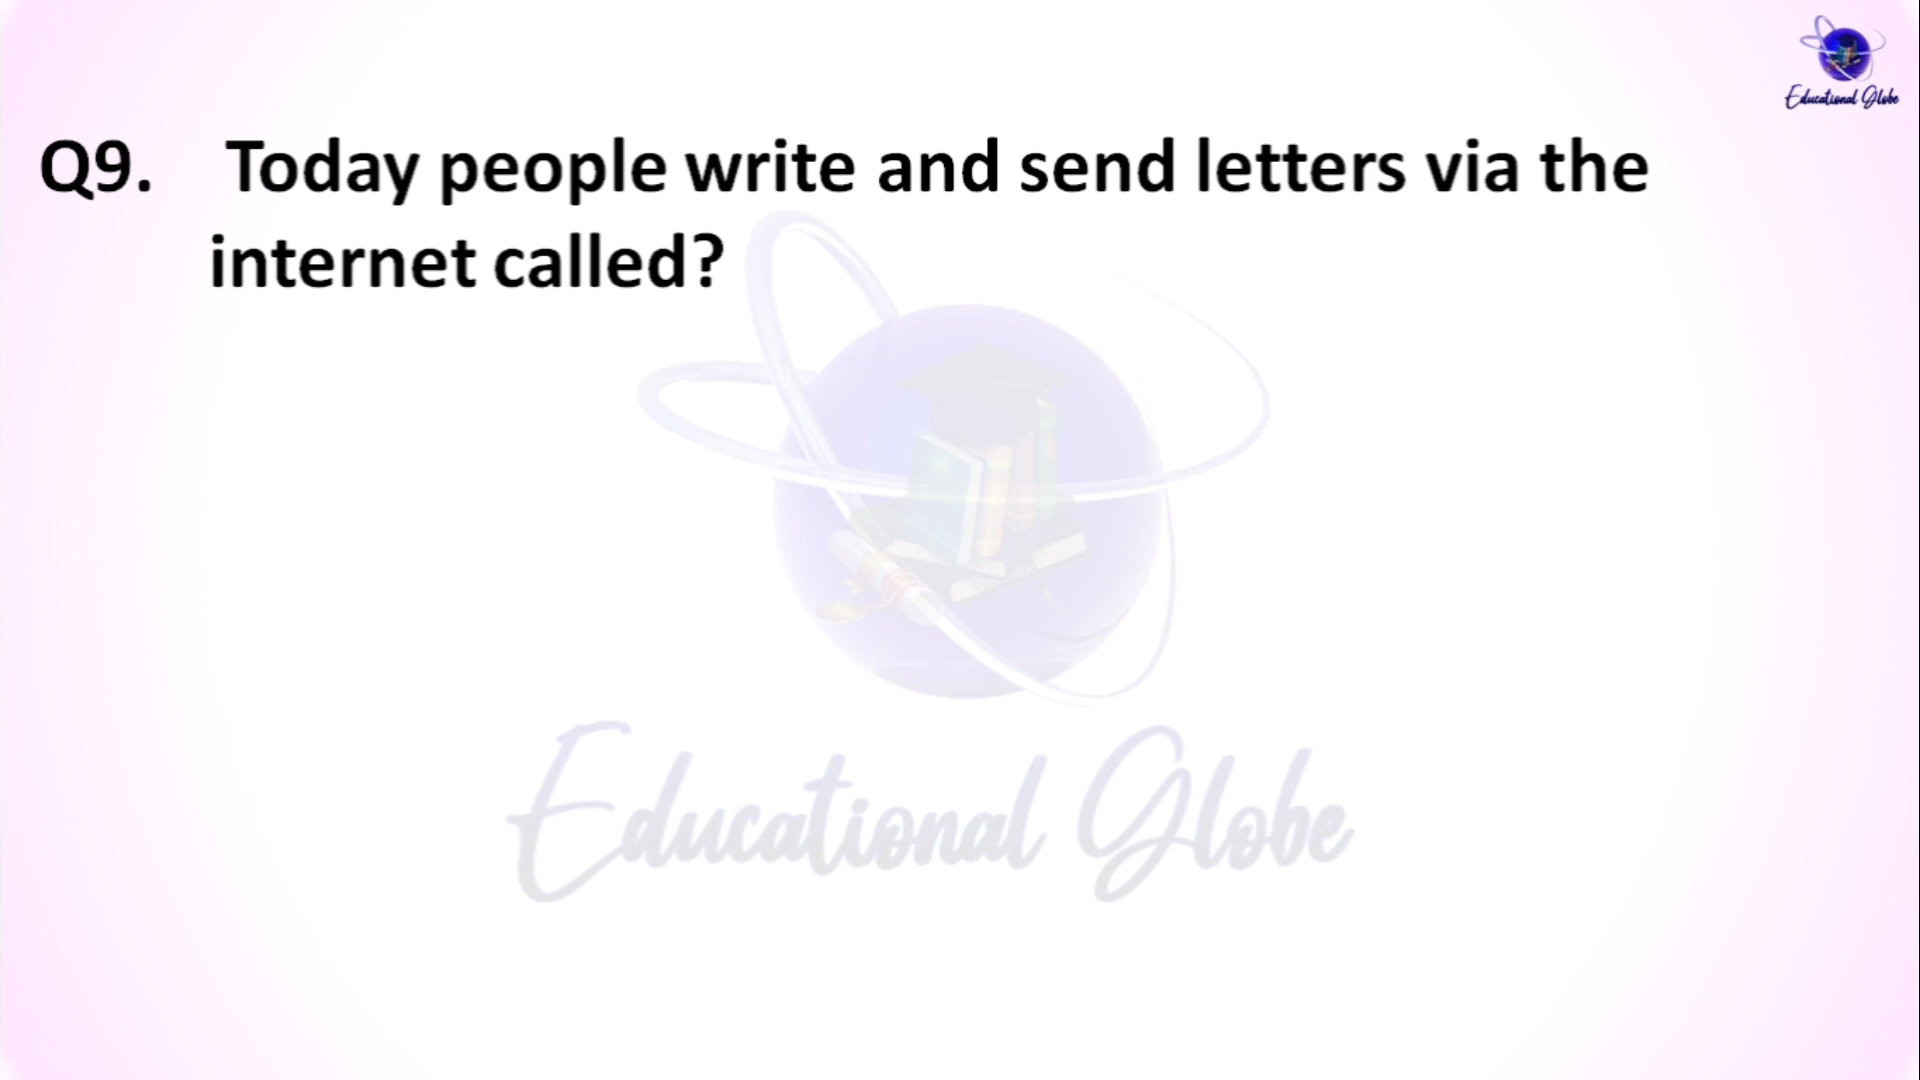 Educational Globe
Q9. Today people write and send letters via the
internet called?
Educational Globe